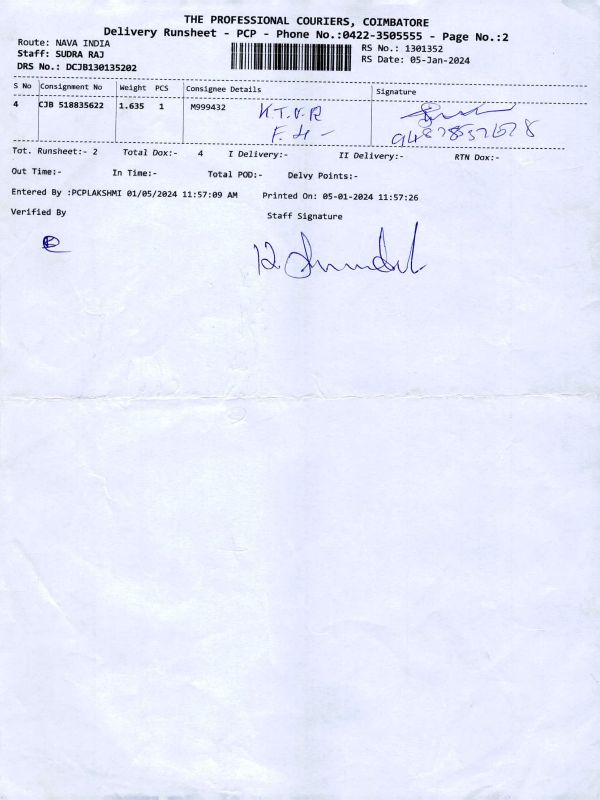 THE PROFESSIONAL COURIERS, COIMBATORE
Delivery Runsheet - PCP - Phone No.:0422-3505555 - Page No.:2
Route: NAVA INDIA
Staff: SUDRA RAJ
DRS No.: DCJB130135202
RS No.: 1301352
RS Date: 05-Jan-2024
S No Consignment No Weight PCS Consignee Details Signature
4 CJB 518835622 1.635 1 M999432 K.T.V.R
Tot. Runsheet:- 2 Total Dox:- 4 I Delivery:- II Delivery:- RTN Dox:-
Out Time:- In Time:- Total POD:- Delvy Points:-
Entered By :PCPLAKSHMI 01/05/2024 11:57:09 AM Printed On: 05-01-2024 11:57:26
Verified By Staff Signature